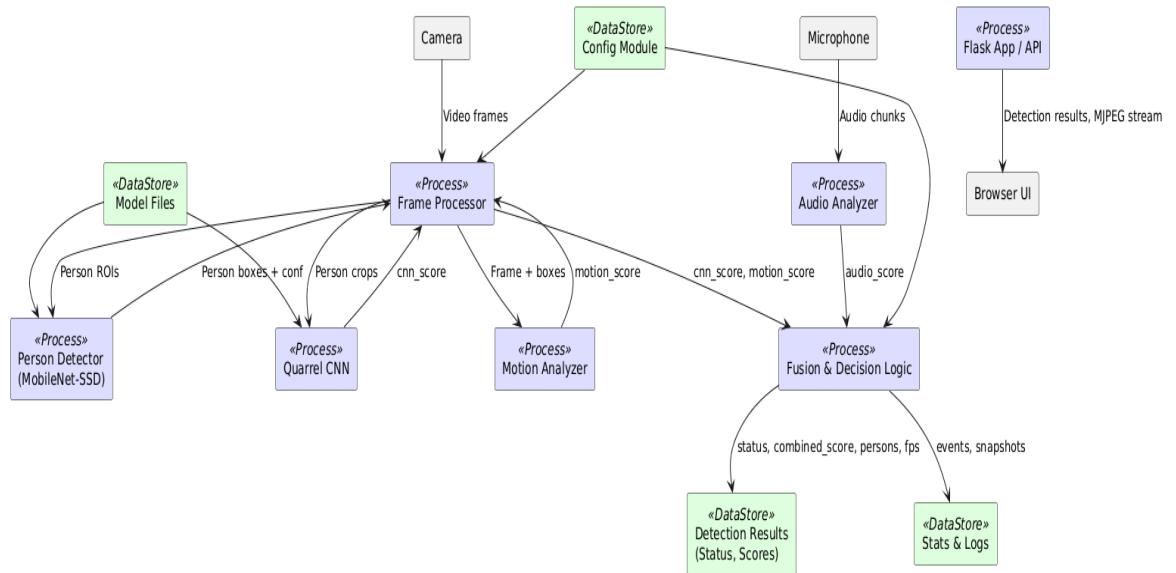 Camera
«DataStore»
Config Module
Microphone
«Process»
Flask App / API
Video frames
Audio chunks
Detection results, MJPEG stream
«DataStore»
Model Files
«Process»
Frame Processor
«Process»
Audio Analyzer
Browser UI
Person ROIs
Person boxes + conf
Person crops
cnn_score
Frame + boxes
motion_score
cnn_score, motion_score
audio_score
«Process»
Person Detector
(MobileNet-SSD)
«Process»
Quarrel CNN
«Process»
Motion Analyzer
«Process»
Fusion & Decision Logic
status, combined_score, persons, fps
events, snapshots
«DataStore»
Detection Results
(Status, Scores)
«DataStore»
Stats & Logs